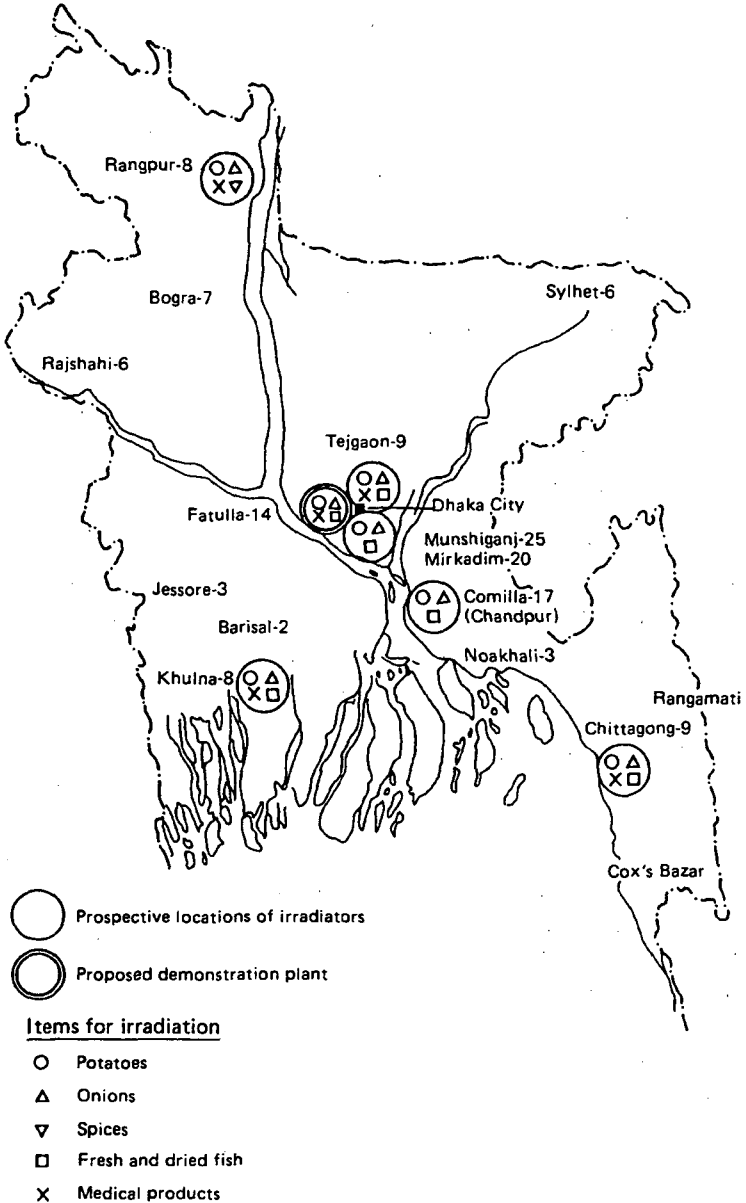 Rangpur-8
Bogra-7
Sylhet-6
Rajshahi-6
Tejgaon-9
Fatulla-14
Dhaka City
Munshiganj-25
Mirkadim-20
Jessore-3
Comilla-17
(Chandpur)
Barisal-2
Noakhali-3
Khulna-8
Rangamati
Chittagong-9
Cox's Bazar
Prospective locations of irradiators
Proposed demonstration plant
Items for irradiation
Potatoes
Onions
Spices
Fresh and dried fish
Medical products